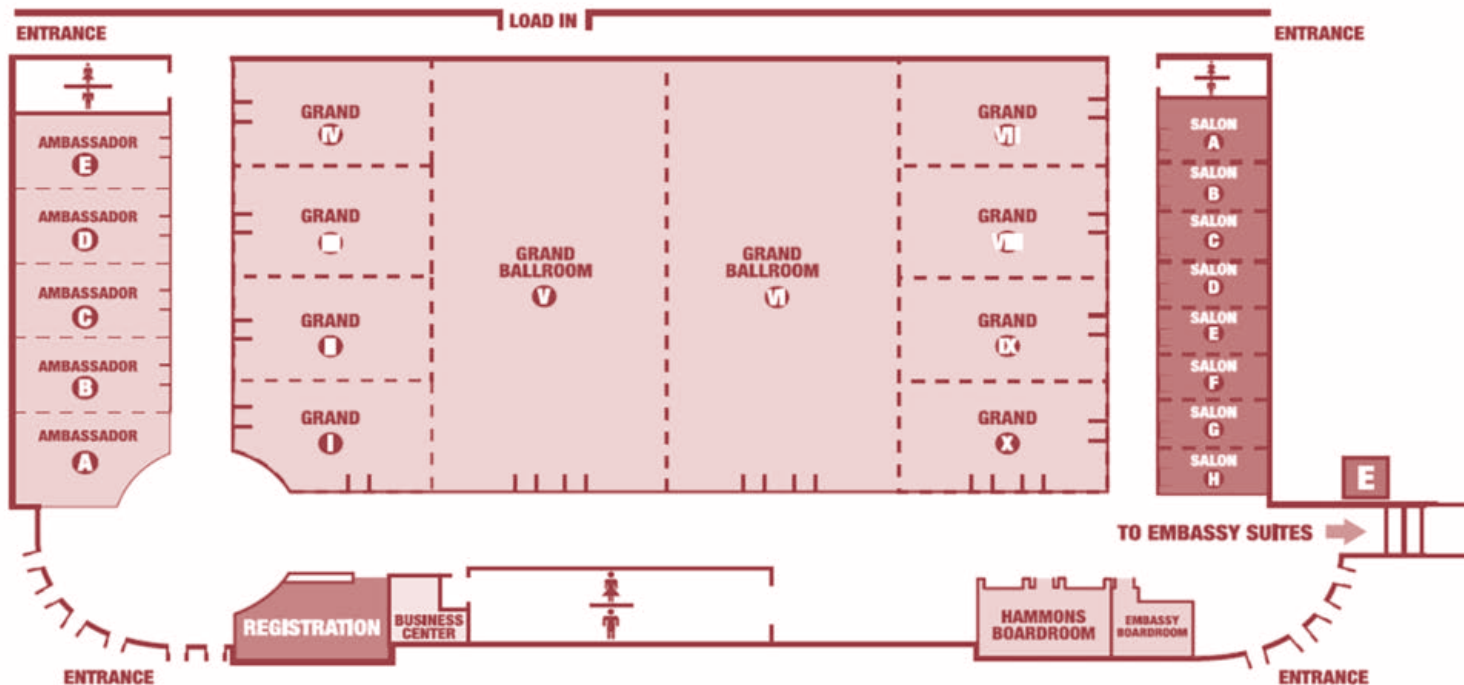 LOAD IN
ENTRANCE
ENTRANCE
AMBASSADOR
E
AMBASSADOR
D
AMBASSADOR
C
AMBASSADOR
B
AMBASSADOR
A
GRAND
IV
GRAND
GRAND
GRAND
I
GRAND
BALLROOM
V
GRAND
BALLROOM
VI
GRAND
VII
GRAND
VIII
GRAND
IX
GRAND
X
SALON
A
SALON
B
SALON
C
SALON
D
SALON
E
SALON
F
SALON
G
SALON
H
E
TO EMBASSY SUITES
REGISTRATION
BUSINESS
CENTER
HAMMONS
BOARDROOM
EMBASSY
BOARDROOM
ENTRANCE
ENTRANCE